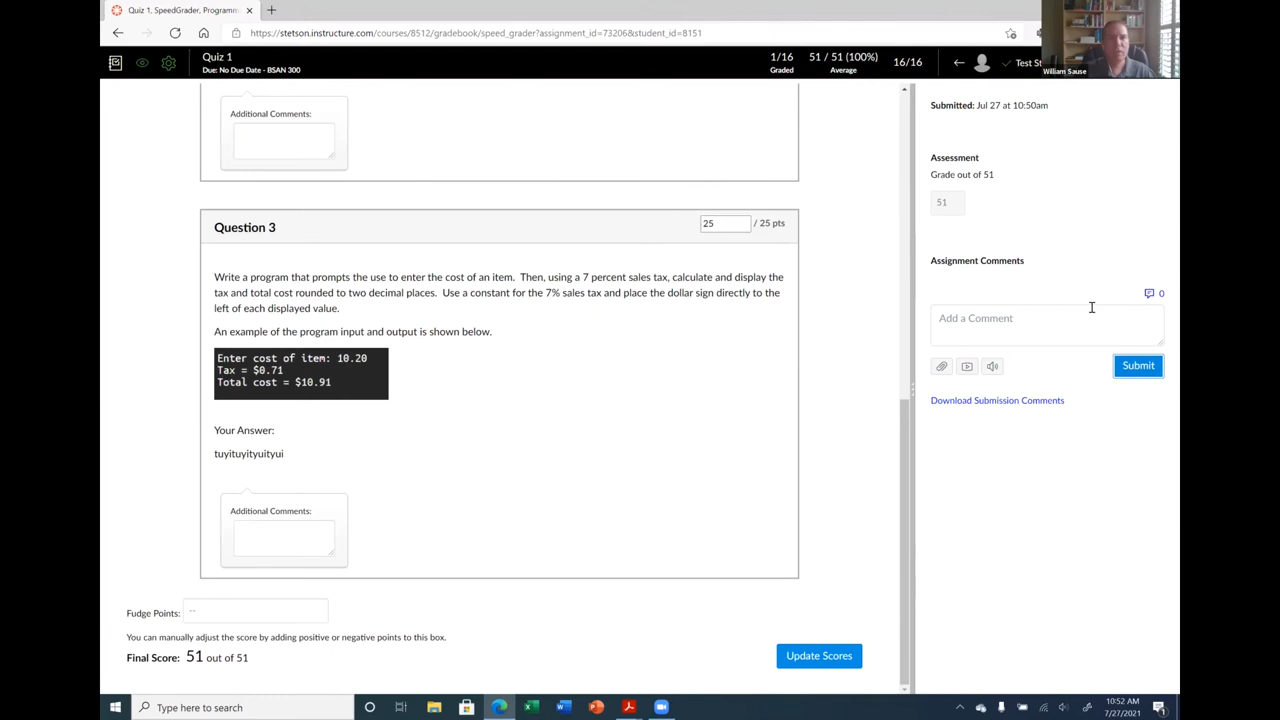 Quiz 1, SpeedGrader, Programm
https://stetson.instructure.com/courses/8512/gradebook/speed_grader?assignment_id=73206&student_id=8151
William Sause
Quiz 1
Due: No Due Date - BSAN 300
1/16
Graded
51 / 51 (100%)
Average
16/16
Test St
Additional Comments:
Question 3
25
/ 25 pts
Write a program that prompts the use to enter the cost of an item. Then, using a 7 percent sales tax, calculate and display the
tax and total cost rounded to two decimal places. Use a constant for the 7% sales tax and place the dollar sign directly to the
left of each displayed value.
An example of the program input and output is shown below.
Enter cost of item: 10.20
Tax = $0.71
Total cost = $10.91
Your Answer:
tuyituyityuityui
Additional Comments:
Fudge Points:
--
You can manually adjust the score by adding positive or negative points to this box.
Final Score: 51 out of 51
Update Scores
Submitted: Jul 27 at 10:50am
Assessment
Grade out of 51
51
Assignment Comments
0
Add a Comment
Submit
Download Submission Comments
Type here to search
10:52 AM
7/27/2021
1